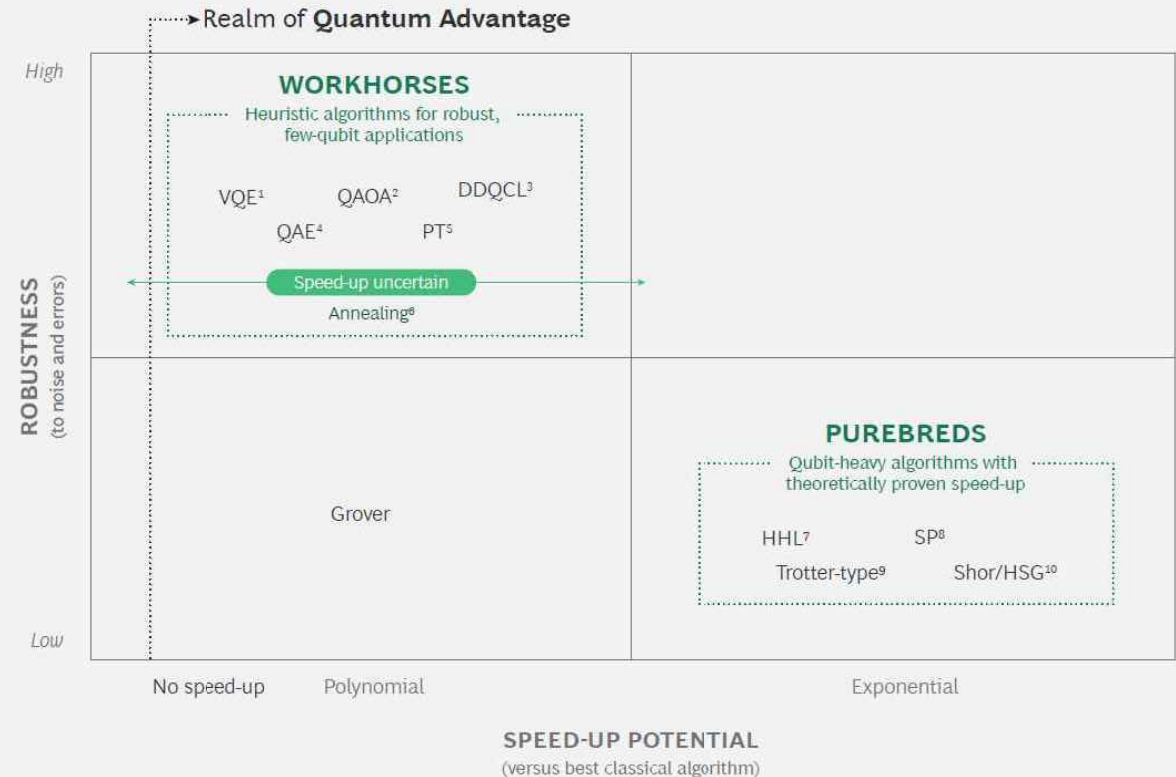 Realm of Quantum Advantage
High
WORKHORSES
Heuristic algorithms for robust,
few-qubit applications
VQE¹ QAOA² DDQCL³
QAE⁴ PT⁵
Speed-up uncertain
Annealing⁶
ROBUSTNESS
(to noise and errors)
PUREBREDS
Qubit-heavy algorithms with
theoretically proven speed-up
Grover
HHL⁷ SP⁸
Trotter-type⁹ Shor/HSG¹⁰
Low
No speed-up Polynomial Exponential
SPEED-UP POTENTIAL
(versus best classical algorithm)